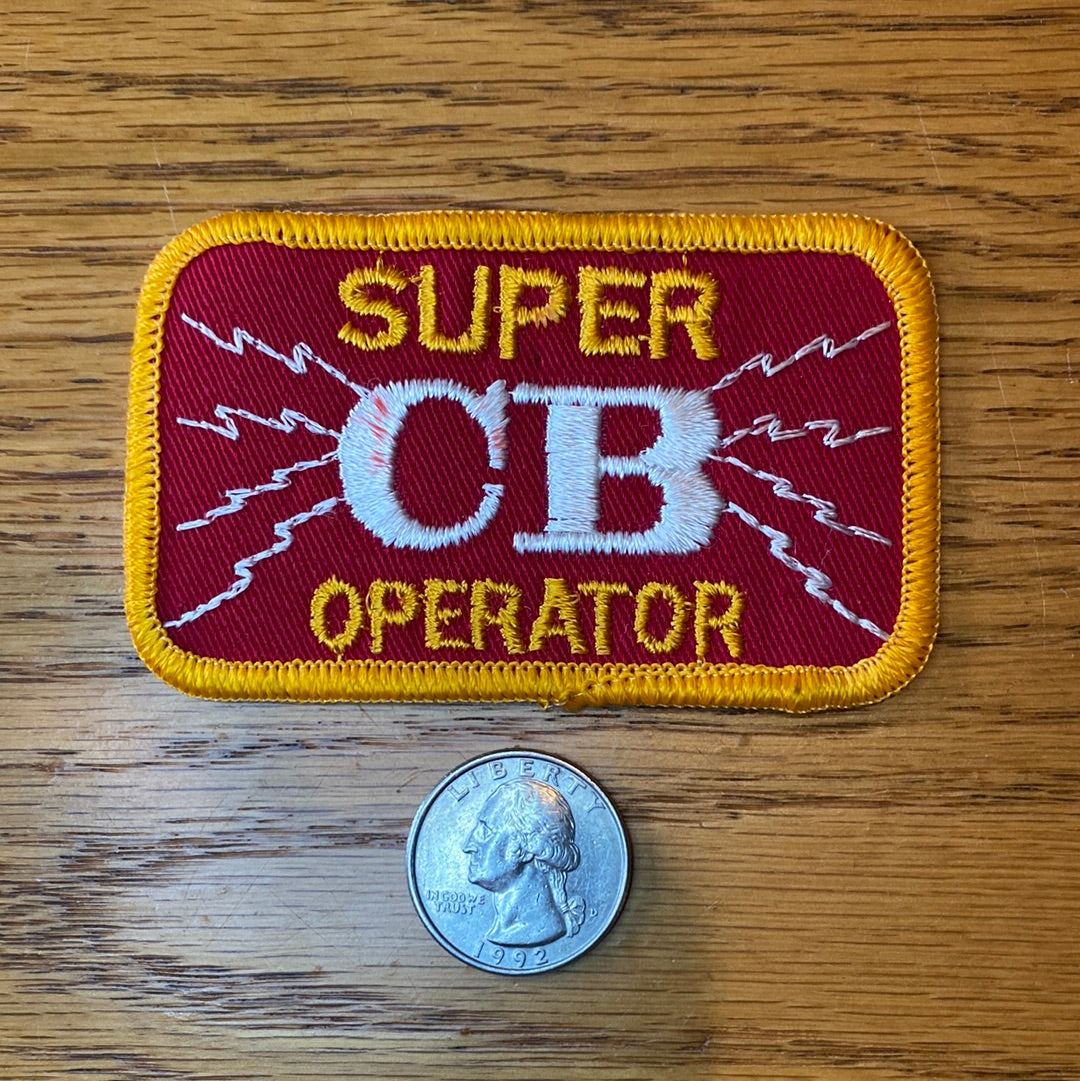 SUPER
CB
OPERATOR
LIBERTY
IN GOD WE
TRUST
D
1992